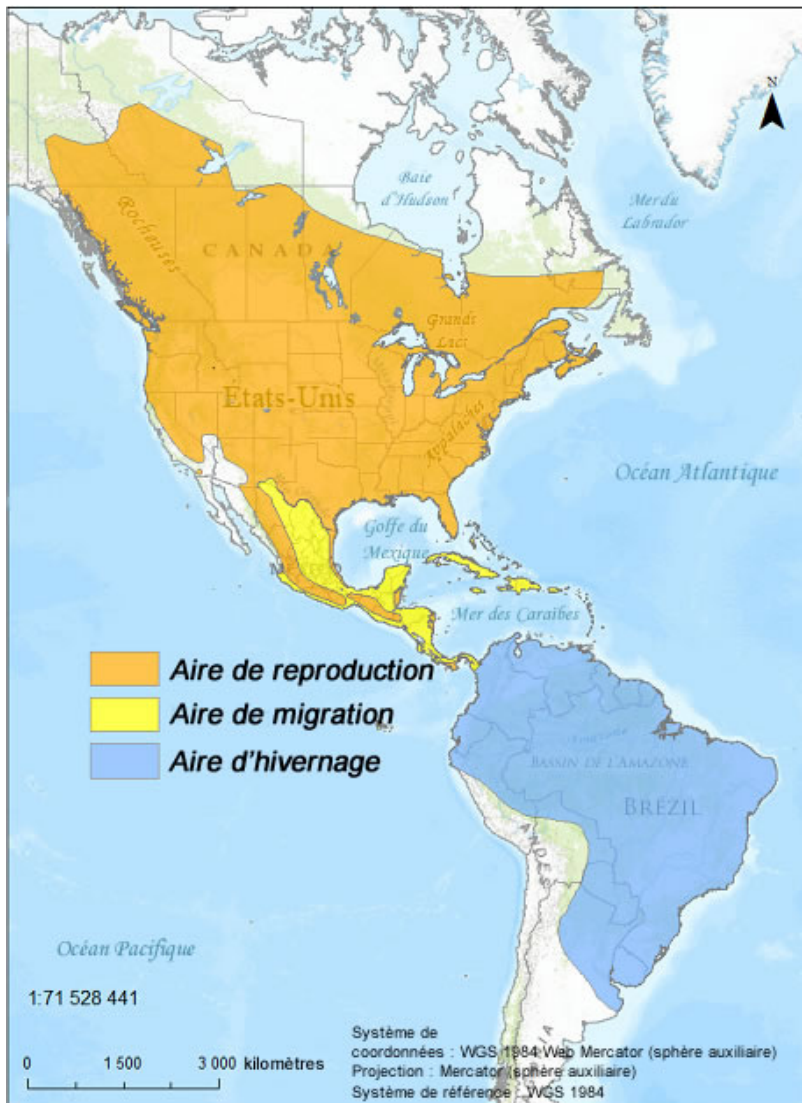 N
Baie
d'Hudson
Mer du
Labrador
Rocheuses
CANADA
Grands
Lacs
États-Unis
Appalaches
Océan Atlantique
Golfe du
Mexique
Mer des Caraïbes
Aire de reproduction
Aire de migration
Aire d'hivernage
BASSIN DE L'AMAZONE
BRÉZIL
ANDES
Océan Pacifique
1:71 528 441
0 1 500 3 000 kilomètres
Système de
coordonnées : WGS 1984 Web Mercator (sphère auxiliaire)
Projection : Mercator (sphère auxiliaire)
Système de référence : WGS 1984